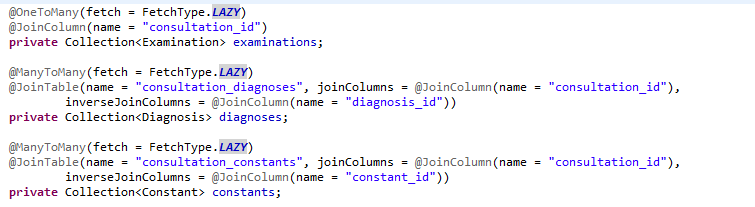 @OneToMany(fetch = FetchType.LAZY)
@JoinColumn(name = "consultation_id")
private Collection<Examination> examinations;
@ManyToMany(fetch = FetchType.LAZY)
@JoinTable(name = "consultation_diagnoses", joinColumns = @JoinColumn(name = "consultation_id"),
inverseJoinColumns = @JoinColumn(name = "diagnosis_id"))
private Collection<Diagnosis> diagnoses;
@ManyToMany(fetch = FetchType.LAZY)
@JoinTable(name = "consultation_constants", joinColumns = @JoinColumn(name = "consultation_id"),
inverseJoinColumns = @JoinColumn(name = "constant_id"))
private Collection<Constant> constants;